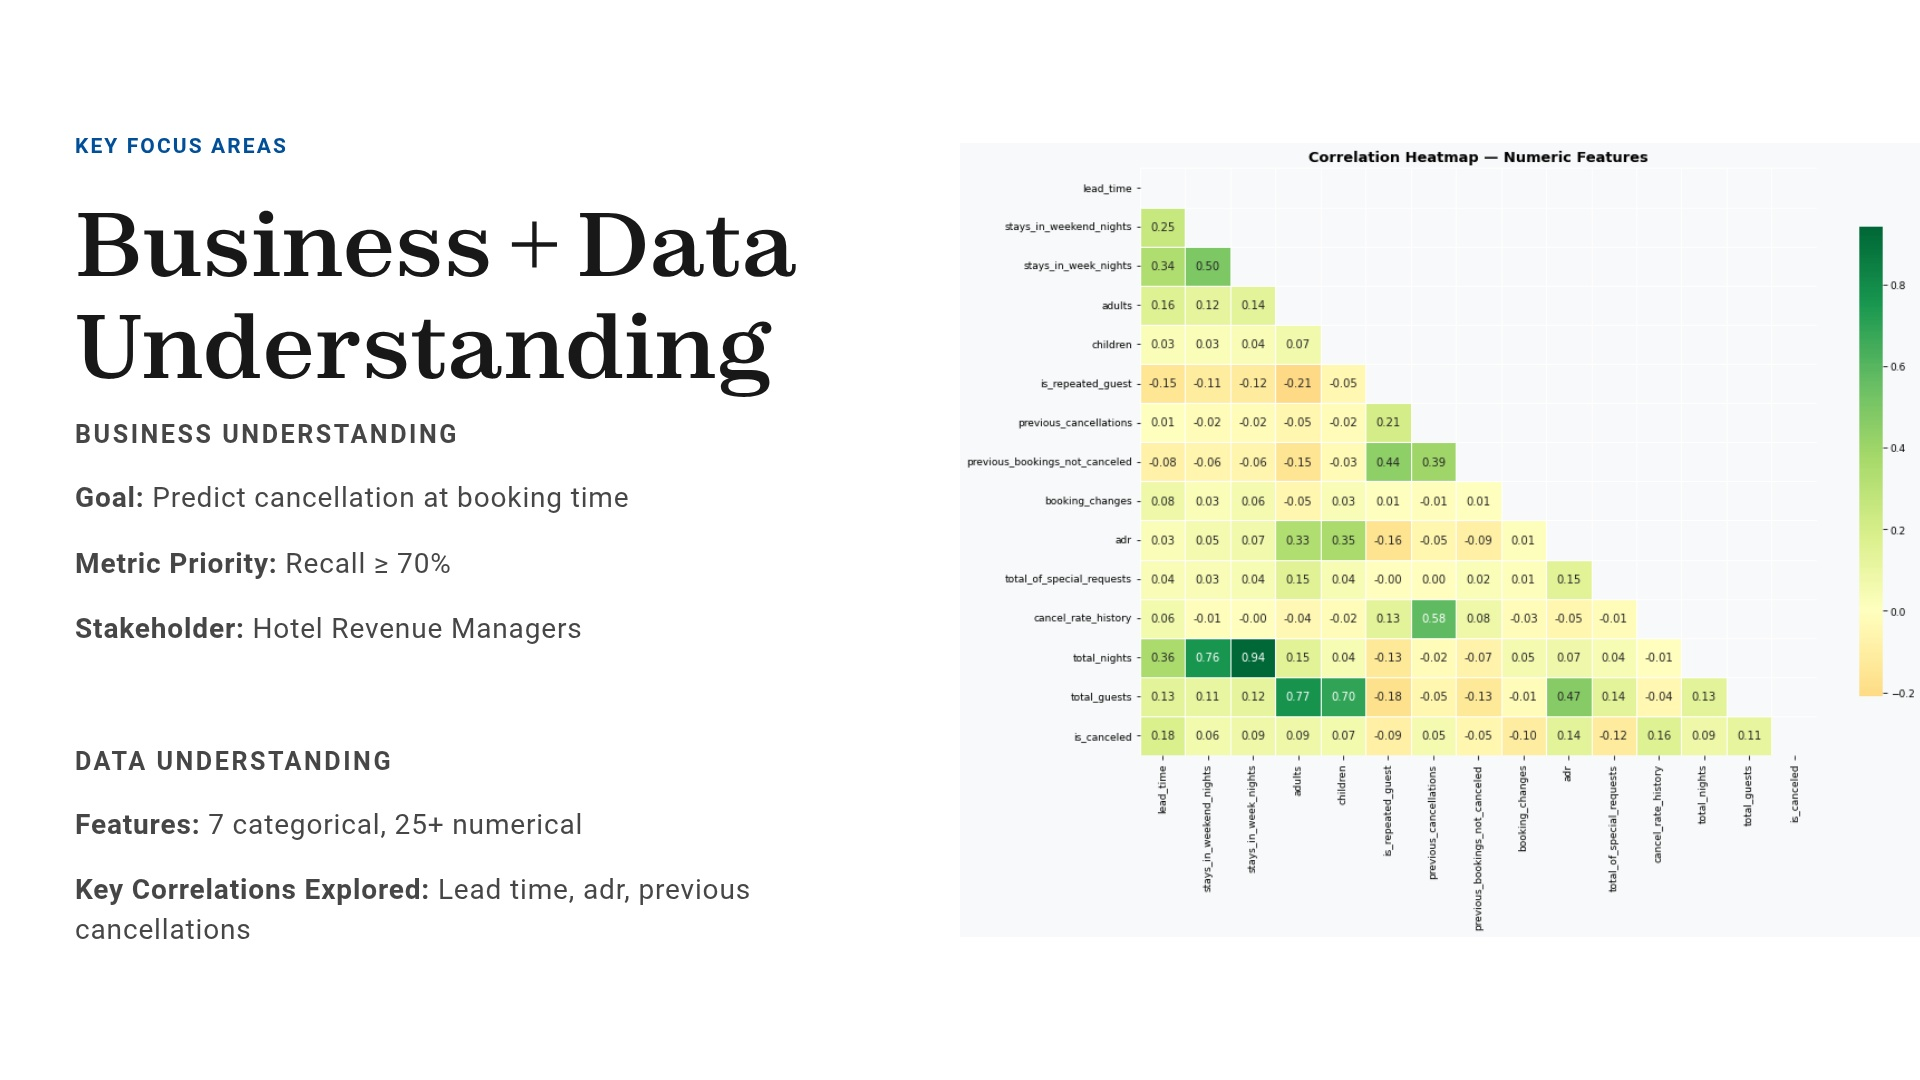 KEY FOCUS AREAS
Business + Data
Understanding
BUSINESS UNDERSTANDING
Goal: Predict cancellation at booking time
Metric Priority: Recall ≥ 70%
Stakeholder: Hotel Revenue Managers
DATA UNDERSTANDING
Features: 7 categorical, 25+ numerical
Key Correlations Explored: Lead time, adr, previous
cancellations
Correlation Heatmap — Numeric Features
lead_time
stays_in_weekend_nights 0.25
stays_in_week_nights 0.34 0.50
adults 0.16 0.12 0.14
children 0.03 0.03 0.04 0.07
is_repeated_guest -0.15 -0.11 -0.12 -0.21 -0.05
previous_cancellations 0.01 -0.02 -0.02 -0.05 -0.02 0.21
previous_bookings_not_canceled -0.08 -0.06 -0.06 -0.15 -0.03 0.44 0.39
booking_changes 0.08 0.03 0.06 -0.05 0.03 0.01 -0.01 0.01
adr 0.03 0.05 0.07 0.33 0.35 -0.16 -0.05 -0.09 0.01
total_of_special_requests 0.04 0.03 0.04 0.15 0.04 -0.00 0.00 0.02 0.01 0.15
cancel_rate_history 0.06 -0.01 -0.00 -0.04 -0.02 0.13 0.58 0.08 -0.03 -0.05 -0.01
total_nights 0.36 0.76 0.94 0.15 0.04 -0.13 -0.02 -0.07 0.05 0.07 0.04 -0.01
total_guests 0.13 0.11 0.12 0.77 0.70 -0.18 -0.05 -0.13 -0.01 0.47 0.14 -0.04 0.13
is_canceled 0.18 0.06 0.09 0.09 0.07 -0.09 0.05 -0.05 -0.10 0.14 -0.12 0.16 0.09 0.11
lead_time
stays_in_weekend_nights
stays_in_week_nights
adults
children
is_repeated_guest
previous_cancellations
previous_bookings_not_canceled
booking_changes
adr
total_of_special_requests
cancel_rate_history
total_nights
total_guests
is_canceled
0.8
0.6
0.4
0.2
0.0
−0.2